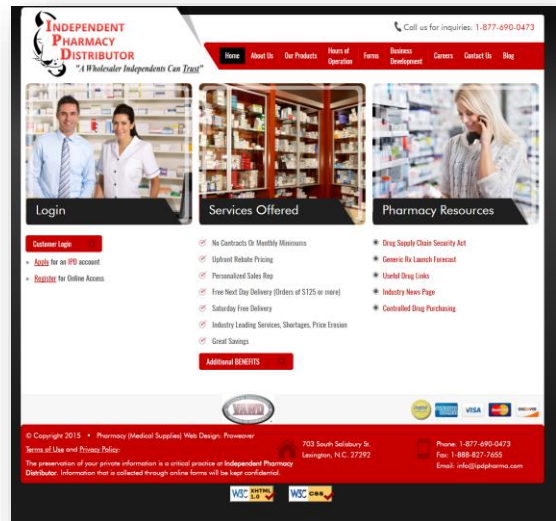 INDEPENDENT
PHARMACY
DISTRIBUTOR
"A Wholesaler Independents Can Trust"
Call us for inquiries: 1-877-690-0473
Home About Us Our Products Hours of Operation Forms Business Development Careers Contact Us Blog
Login
Customer Login
Apply for an IPD account
Register for Online Access
Services Offered
No Contracts Or Monthly Minimums
Upfront Rebate Pricing
Personalized Sales Rep
Free Next Day Delivery (Orders of $125 or more)
Saturday Free Delivery
Industry Leading Services, Shortages, Price Erosion
Great Savings
Additional BENEFITS
Pharmacy Resources
Drug Supply Chain Security Act
Generic Rx Launch Forecast
Useful Drug Links
Industry News Page
Controlled Drug Purchasing
VAWD
VISA
MasterCard
DISCOVER
© Copyright 2015 • Pharmacy (Medical Supplies) Web Design: Proweaver
Terms of Use and Privacy Policy:
The preservation of your private information is a critical practice at Independent Pharmacy
Distributor. Information that is collected through online forms will be kept confidential.
703 South Salisbury St.
Lexington, N.C. 27292
Phone: 1-877-690-0473
Fax: 1-888-827-7655
Email: info@ipdpharma.com
W3C XHTML 1.0
W3C css